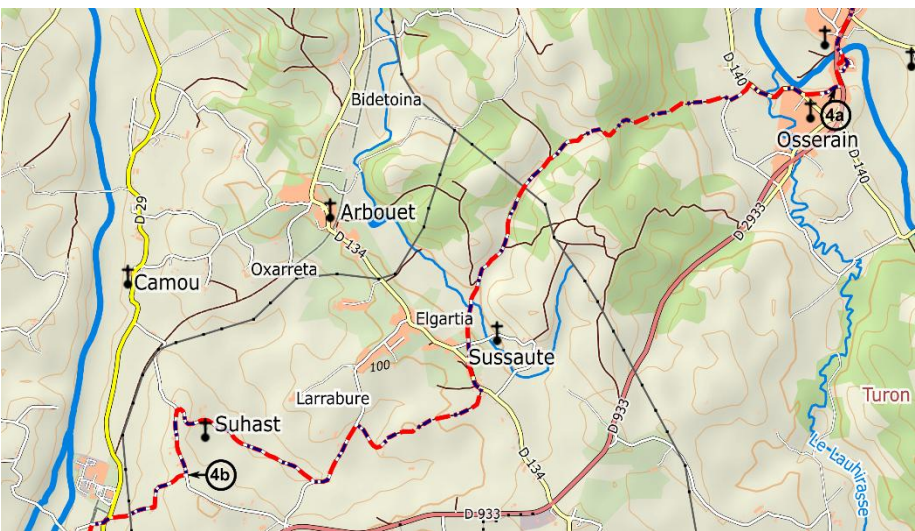 D 140
4a
Osserain
D 140
Bidetoina
D 29
Arbouet
D 134
D 2933
Oxarreta
Camou
Elgartia
Sussaute
100
Larrabure
Turon
D 933
Suhast
4b
D 134
Le Lauhirasse
D 933